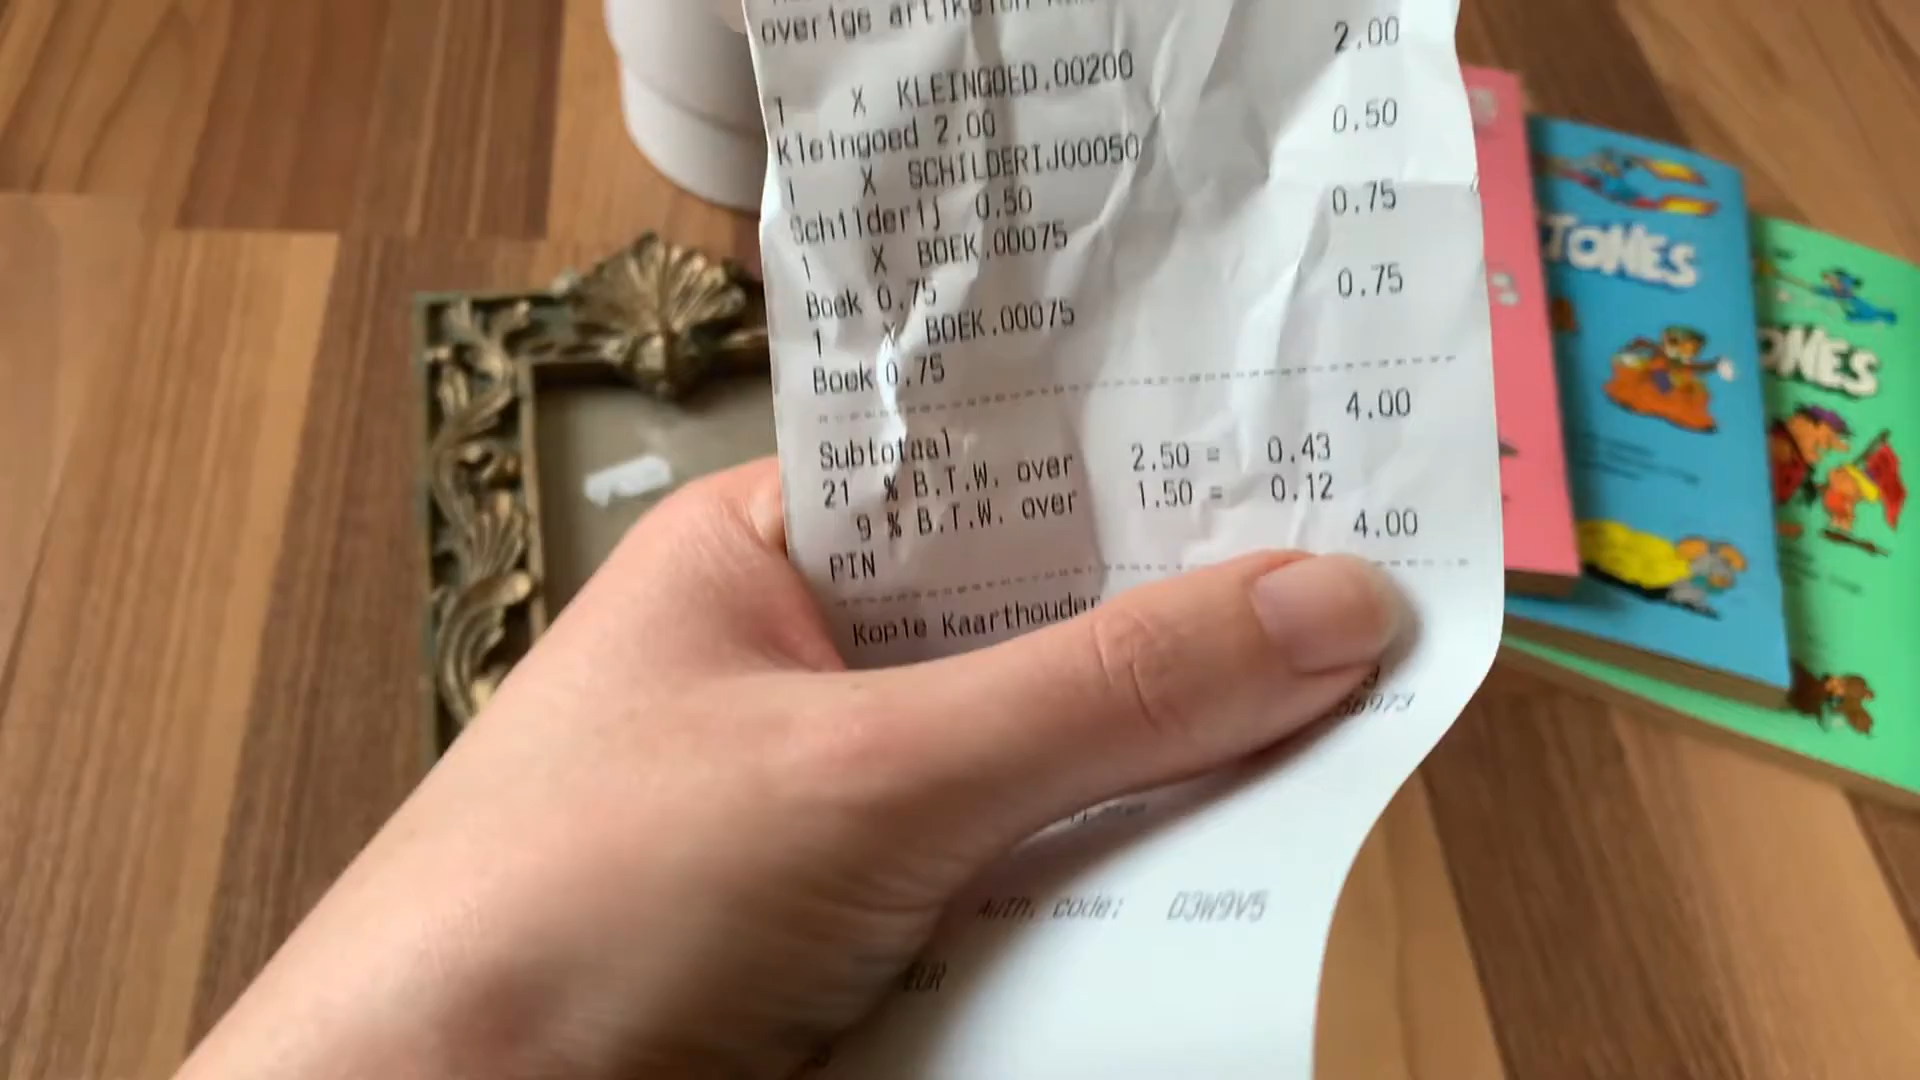 overige artikelen
2.00
1 X KLEINGOED.00200
Kleingoed 2.00
0.50
1 X SCHILDERIJ00050
Schilderij 0.50
0.75
1 X BOEK.00075
Boek 0.75
0.75
1 X BOEK.00075
Boek 0.75
4.00
Subtotaal
21 % B.T.W. over 2.50 = 0.43
9 % B.T.W. over 1.50 = 0.12
PIN 4.00
Kopie Kaarthouder
Auth. code: D3W9V5
EUR
TONES
ONES